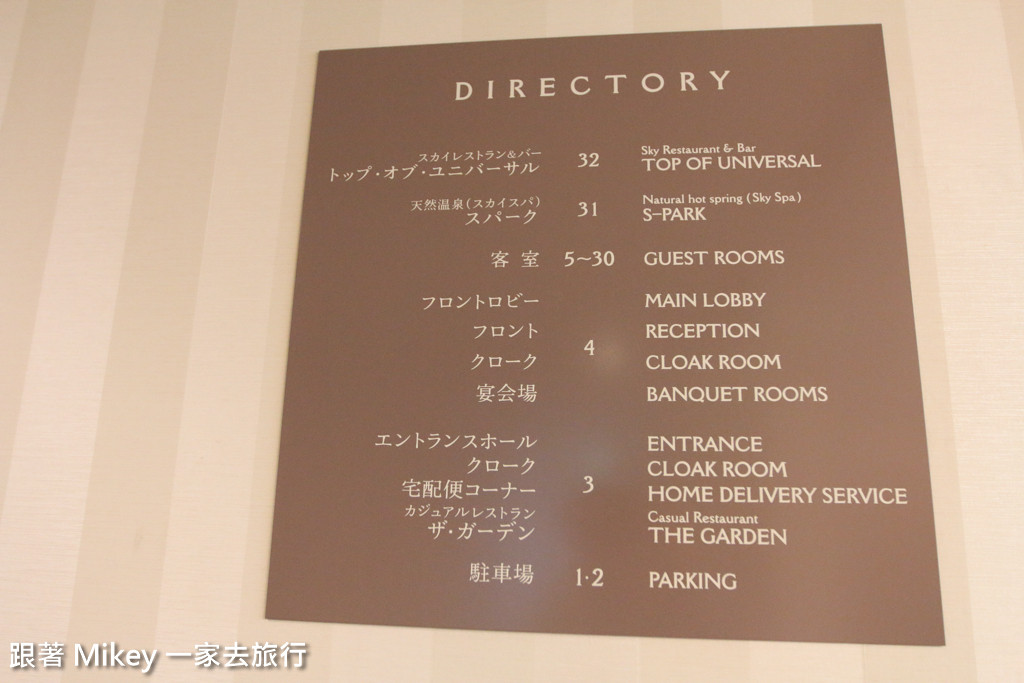 DIRECTORY
スカイレストラン&バー
トップ・オブ・ユニバーサル 32 Sky Restaurant & Bar
TOP OF UNIVERSAL
天然温泉(スカイスパ)
スパーク 31 Natural hot spring (Sky Spa)
S-PARK
客室 5~30 GUEST ROOMS
フロントロビー MAIN LOBBY
フロント RECEPTION
4
クローク CLOAK ROOM
宴会場 BANQUET ROOMS
エントランスホール ENTRANCE
クローク CLOAK ROOM
3
宅配便コーナー HOME DELIVERY SERVICE
カジュアルレストラン Casual Restaurant
ザ・ガーデン THE GARDEN
駐車場 1・2 PARKING
跟著 Mikey 一家去旅行